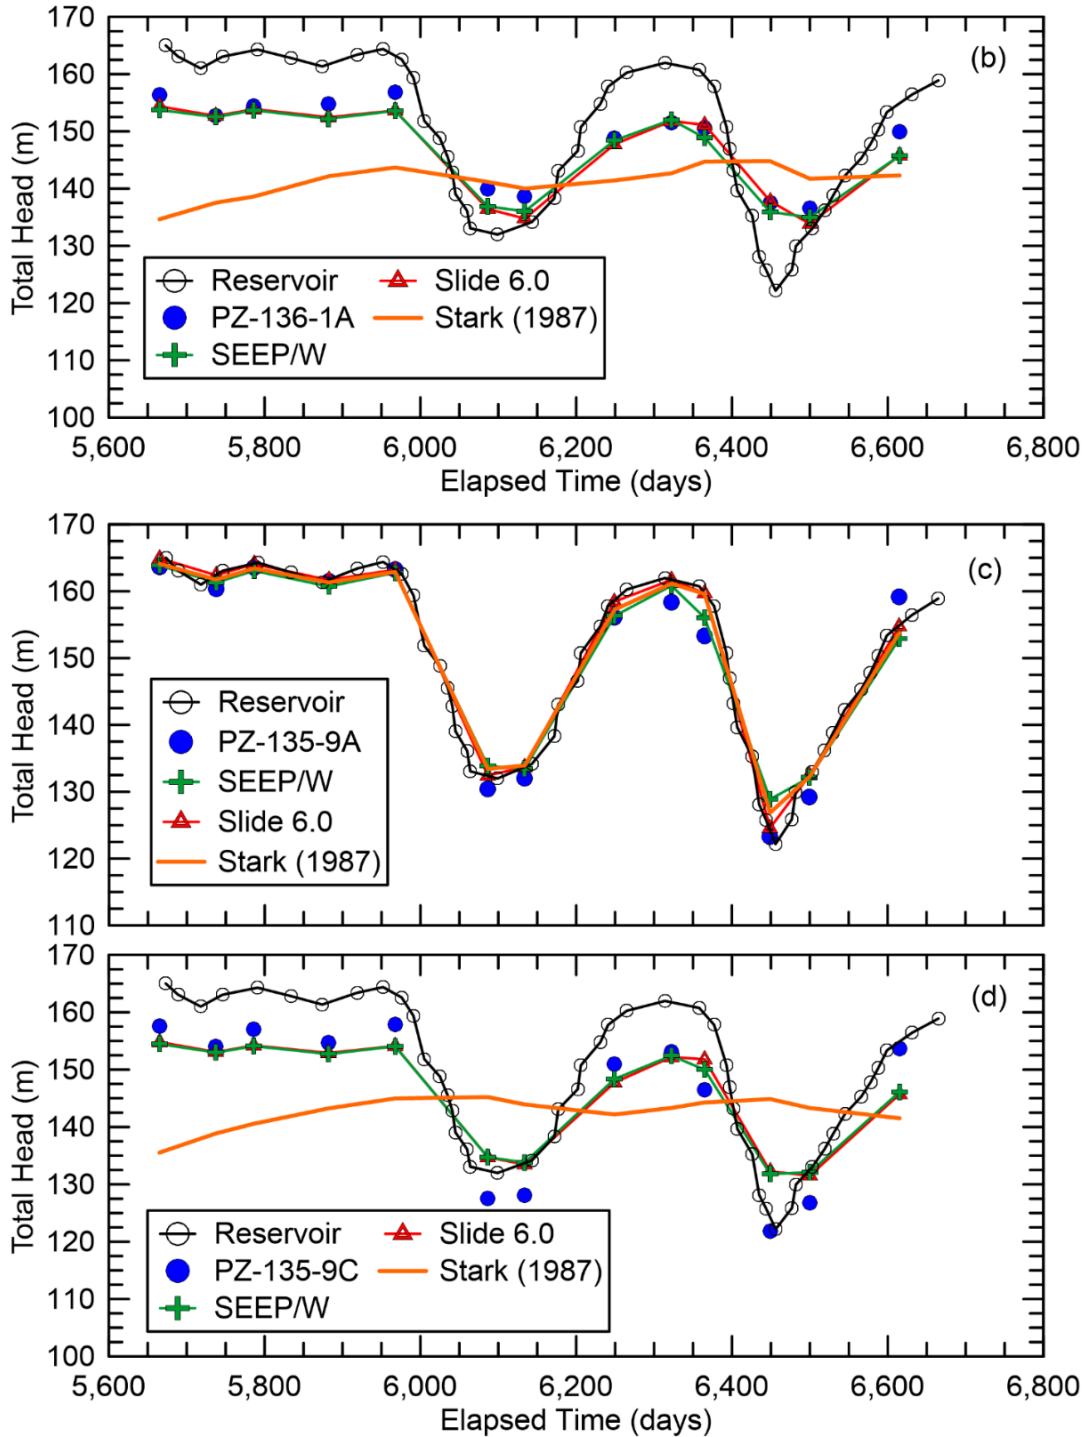 170
(b)
160
150
140
130
120
110
100
Total Head (m)
Reservoir
Slide 6.0
PZ-136-1A
Stark (1987)
SEEP/W
5,600 5,800 6,000 6,200 6,400 6,600 6,800
Elapsed Time (days)
170
(c)
160
150
140
130
120
110
Total Head (m)
Reservoir
PZ-135-9A
SEEP/W
Slide 6.0
Stark (1987)
170
(d)
160
150
140
130
120
110
100
Total Head (m)
Reservoir
Slide 6.0
PZ-135-9C
Stark (1987)
SEEP/W
5,600 5,800 6,000 6,200 6,400 6,600 6,800
Elapsed Time (days)